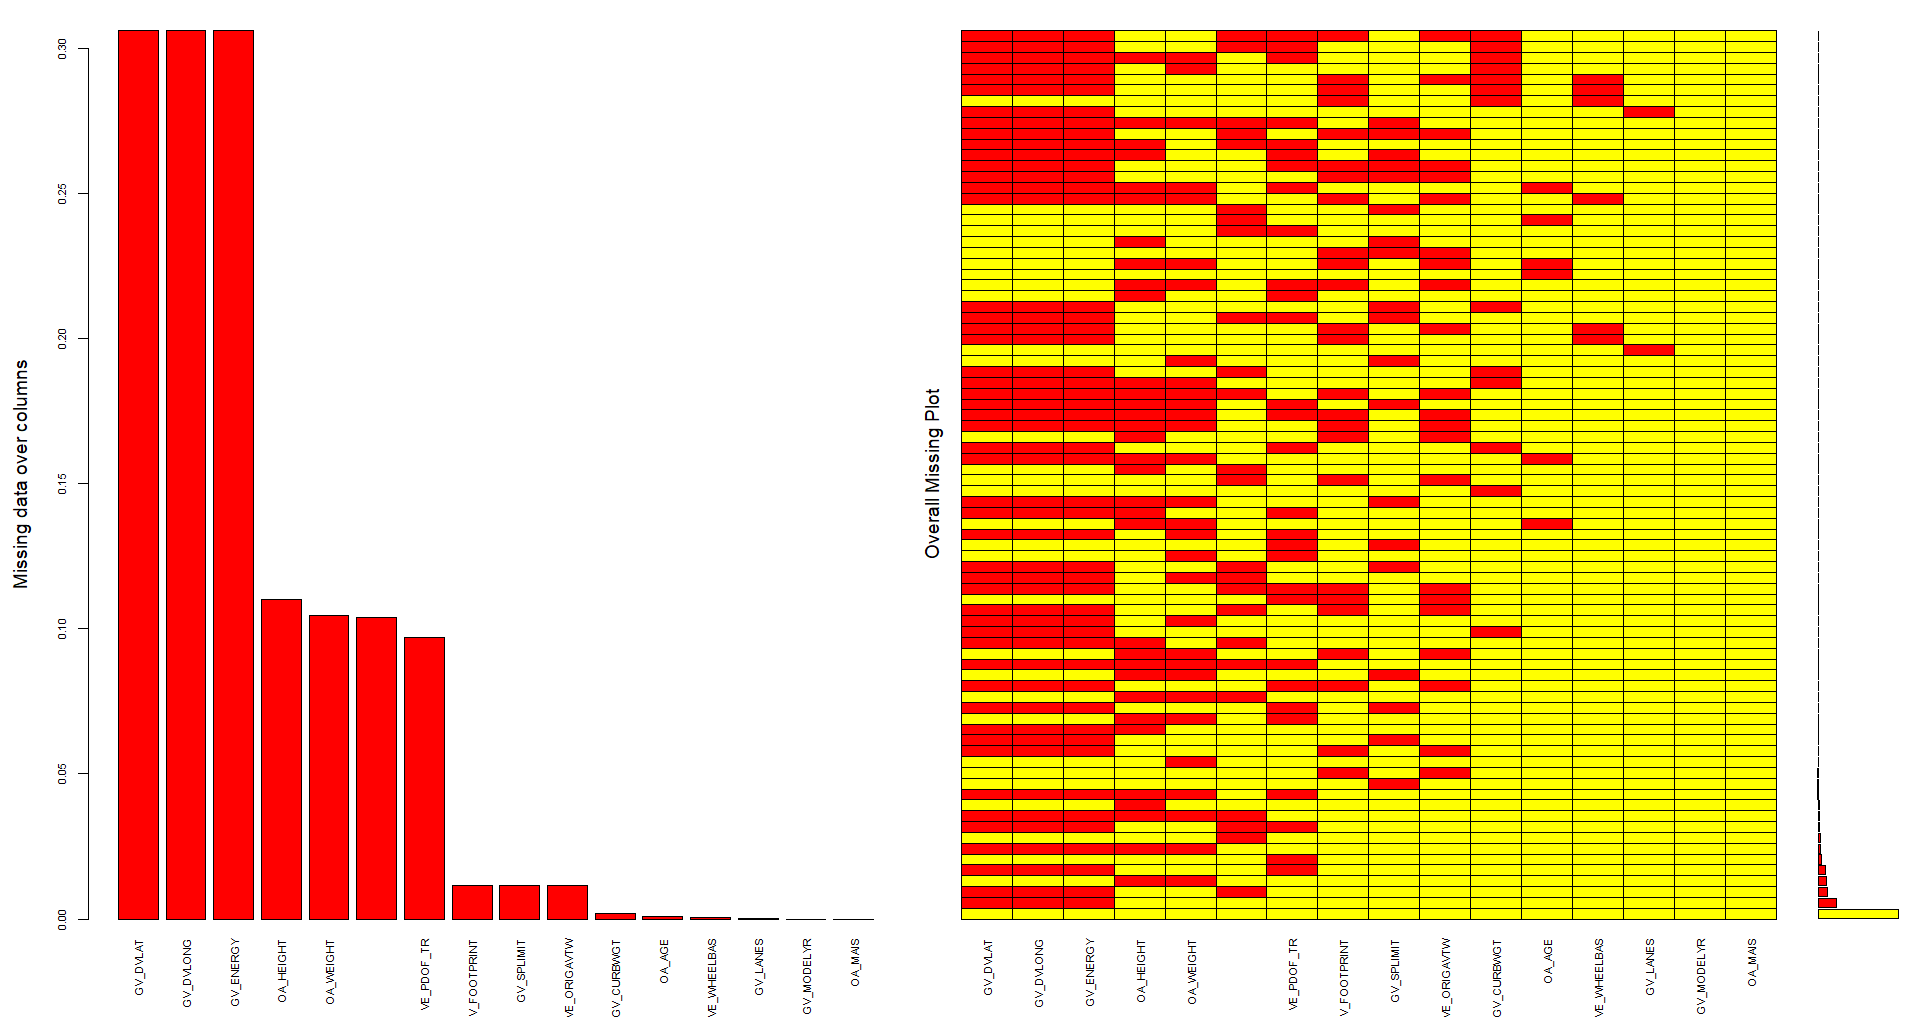 Missing data over columns
0.30
0.25
0.20
0.15
0.10
0.05
0.00
GV_DVLAT
GV_DVLONG
GV_ENERGY
OA_HEIGHT
OA_WEIGHT
VE_PDOF_TR
V_FOOTPRINT
GV_SPLIMIT
VE_ORIGAVTW
GV_CURBWGT
OA_AGE
VE_WHEELBAS
GV_LANES
GV_MODELYR
OA_MAIS
Overall Missing Plot
GV_DVLAT
GV_DVLONG
GV_ENERGY
OA_HEIGHT
OA_WEIGHT
VE_PDOF_TR
V_FOOTPRINT
GV_SPLIMIT
VE_ORIGAVTW
GV_CURBWGT
OA_AGE
VE_WHEELBAS
GV_LANES
GV_MODELYR
OA_MAIS